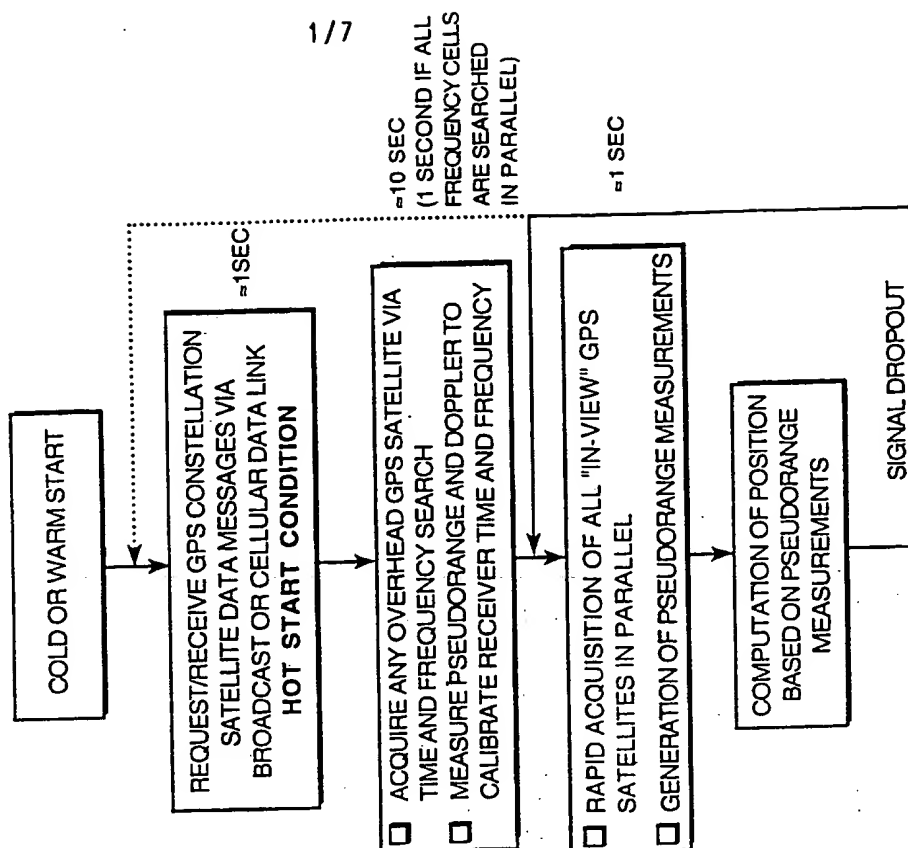 1/7
COLD OR WARM START
REQUEST/RECEIVE GPS CONSTELLATION
SATELLITE DATA MESSAGES VIA
BROADCAST OR CELLULAR DATA LINK
HOT START CONDITION
≈1SEC
ACQUIRE ANY OVERHEAD GPS SATELLITE VIA
TIME AND FREQUENCY SEARCH
MEASURE PSEUDORANGE AND DOPPLER TO
CALIBRATE RECEIVER TIME AND FREQUENCY
≈10 SEC
(1 SECOND IF ALL
FREQUENCY CELLS
ARE SEARCHED
IN PARALLEL)
RAPID ACQUISITION OF ALL "IN-VIEW" GPS
SATELLITES IN PARALLEL
GENERATION OF PSEUDORANGE MEASUREMENTS
≈1 SEC
COMPUTATION OF POSITION
BASED ON PSEUDORANGE
MEASUREMENTS
SIGNAL DROPOUT